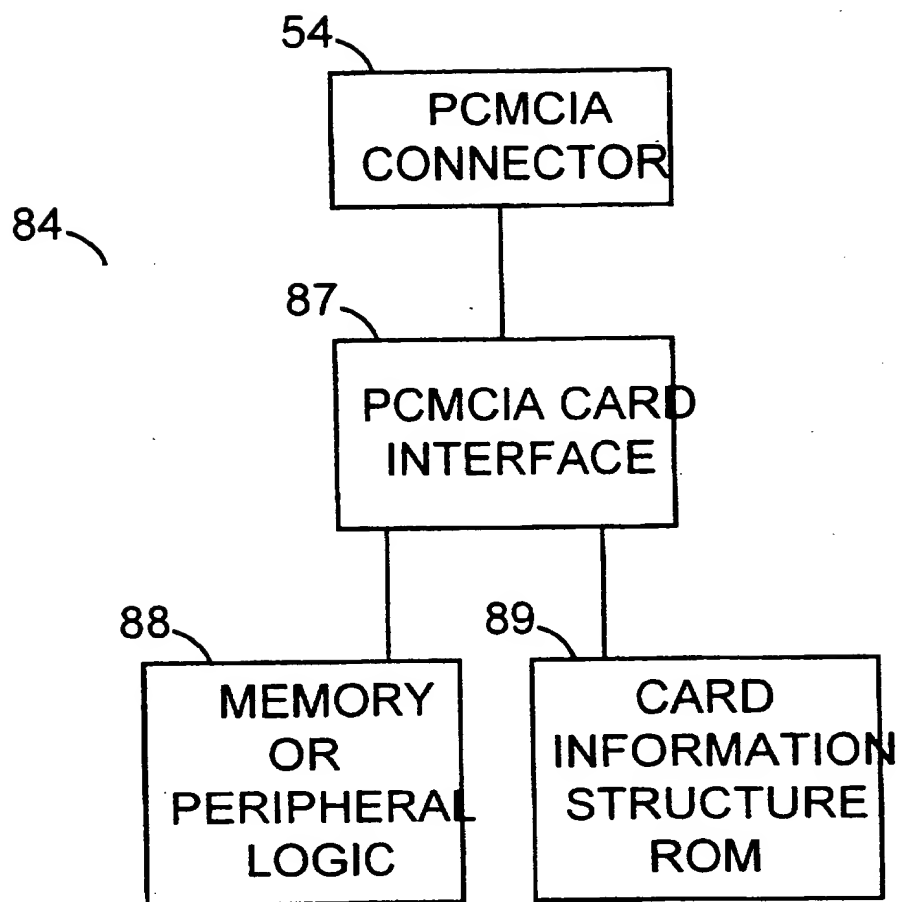 54
PCMCIA
CONNECTOR
84
87
PCMCIA CARD
INTERFACE
88
MEMORY
OR
PERIPHERAL
LOGIC
89
CARD
INFORMATION
STRUCTURE
ROM